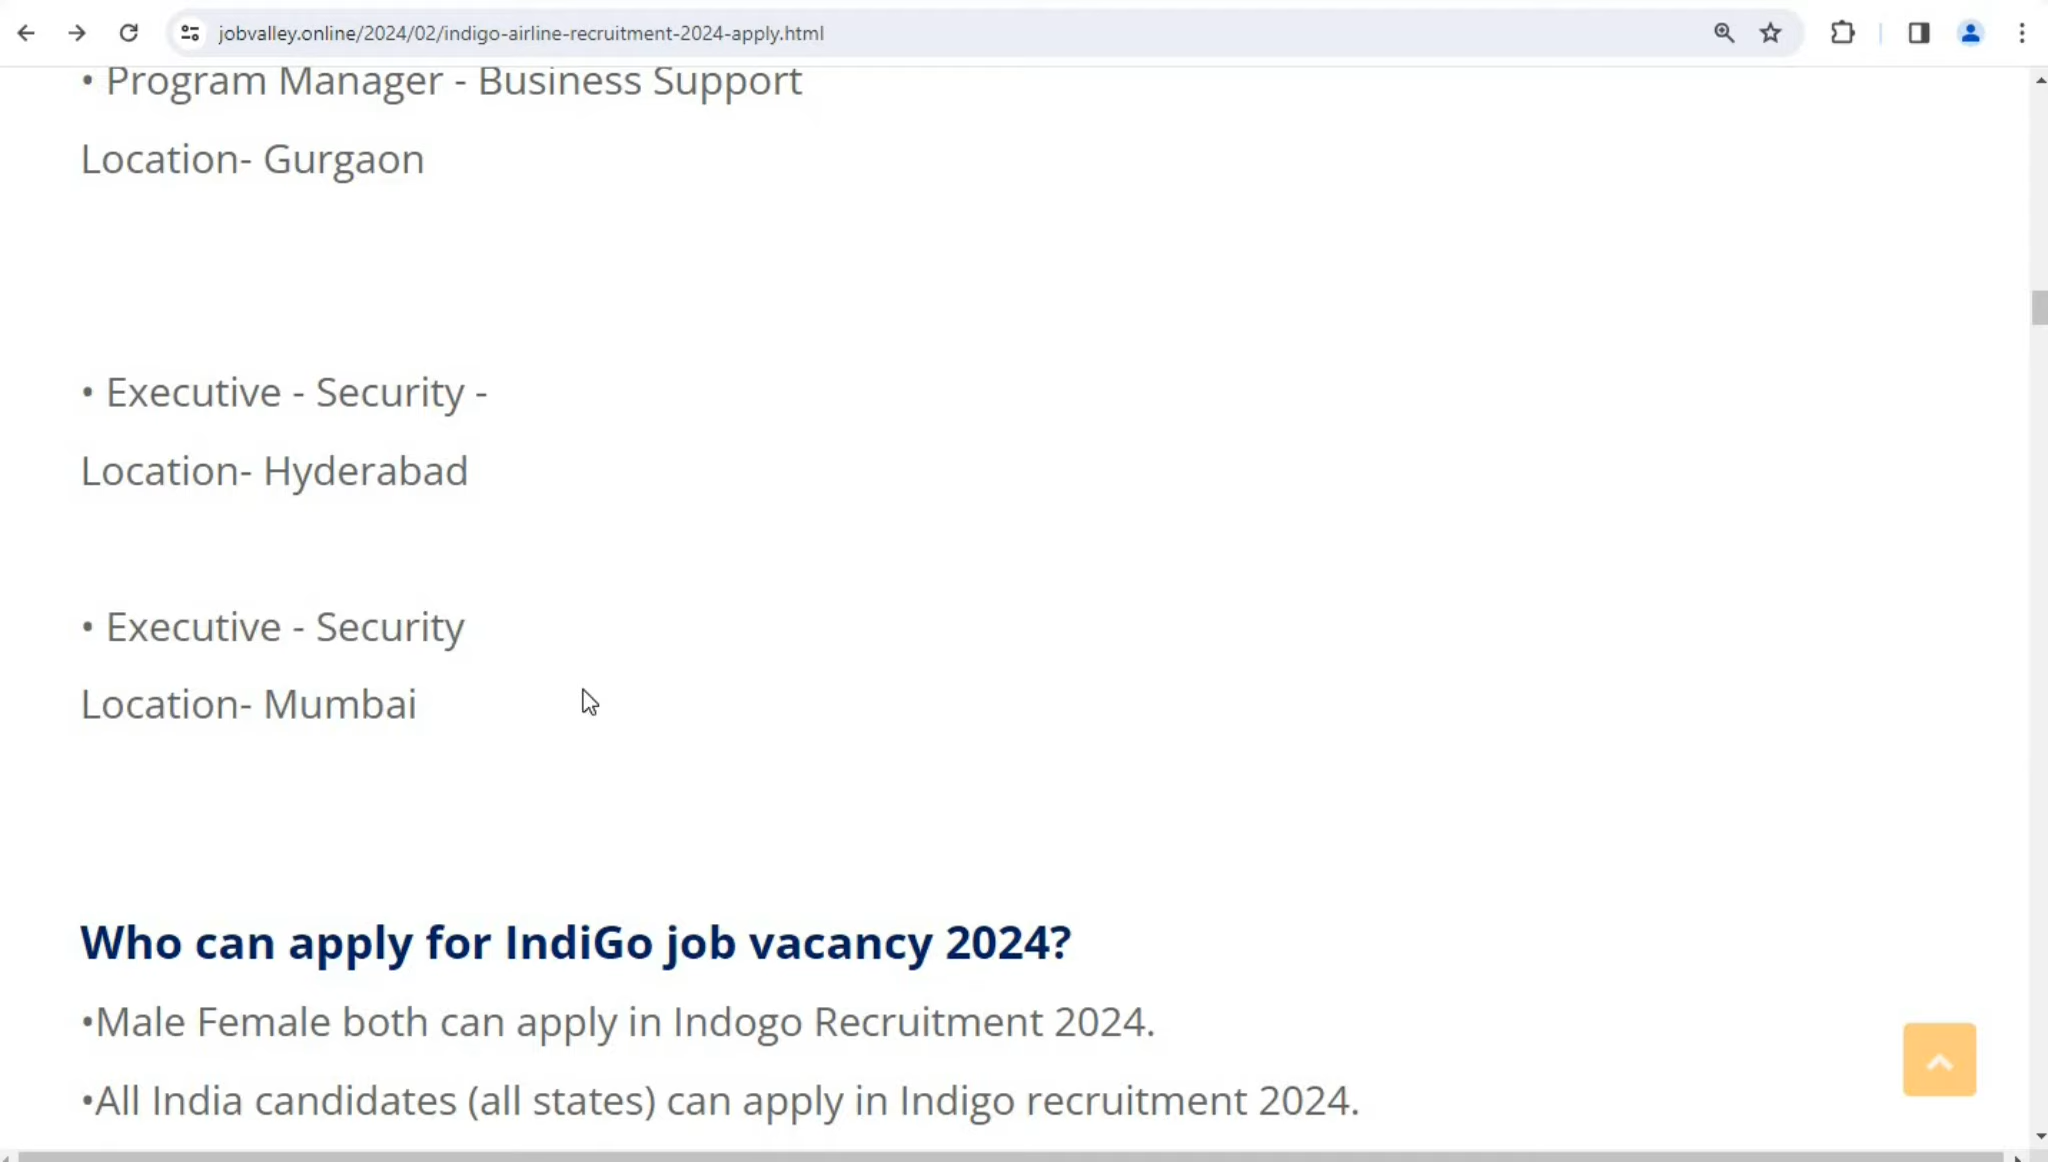 jobvalley.online/2024/02/indigo-airline-recruitment-2024-apply.html
• Program Manager - Business Support
Location- Gurgaon
• Executive - Security -
Location- Hyderabad
• Executive - Security
Location- Mumbai
Who can apply for IndiGo job vacancy 2024?
•Male Female both can apply in Indogo Recruitment 2024.
•All India candidates (all states) can apply in Indigo recruitment 2024.